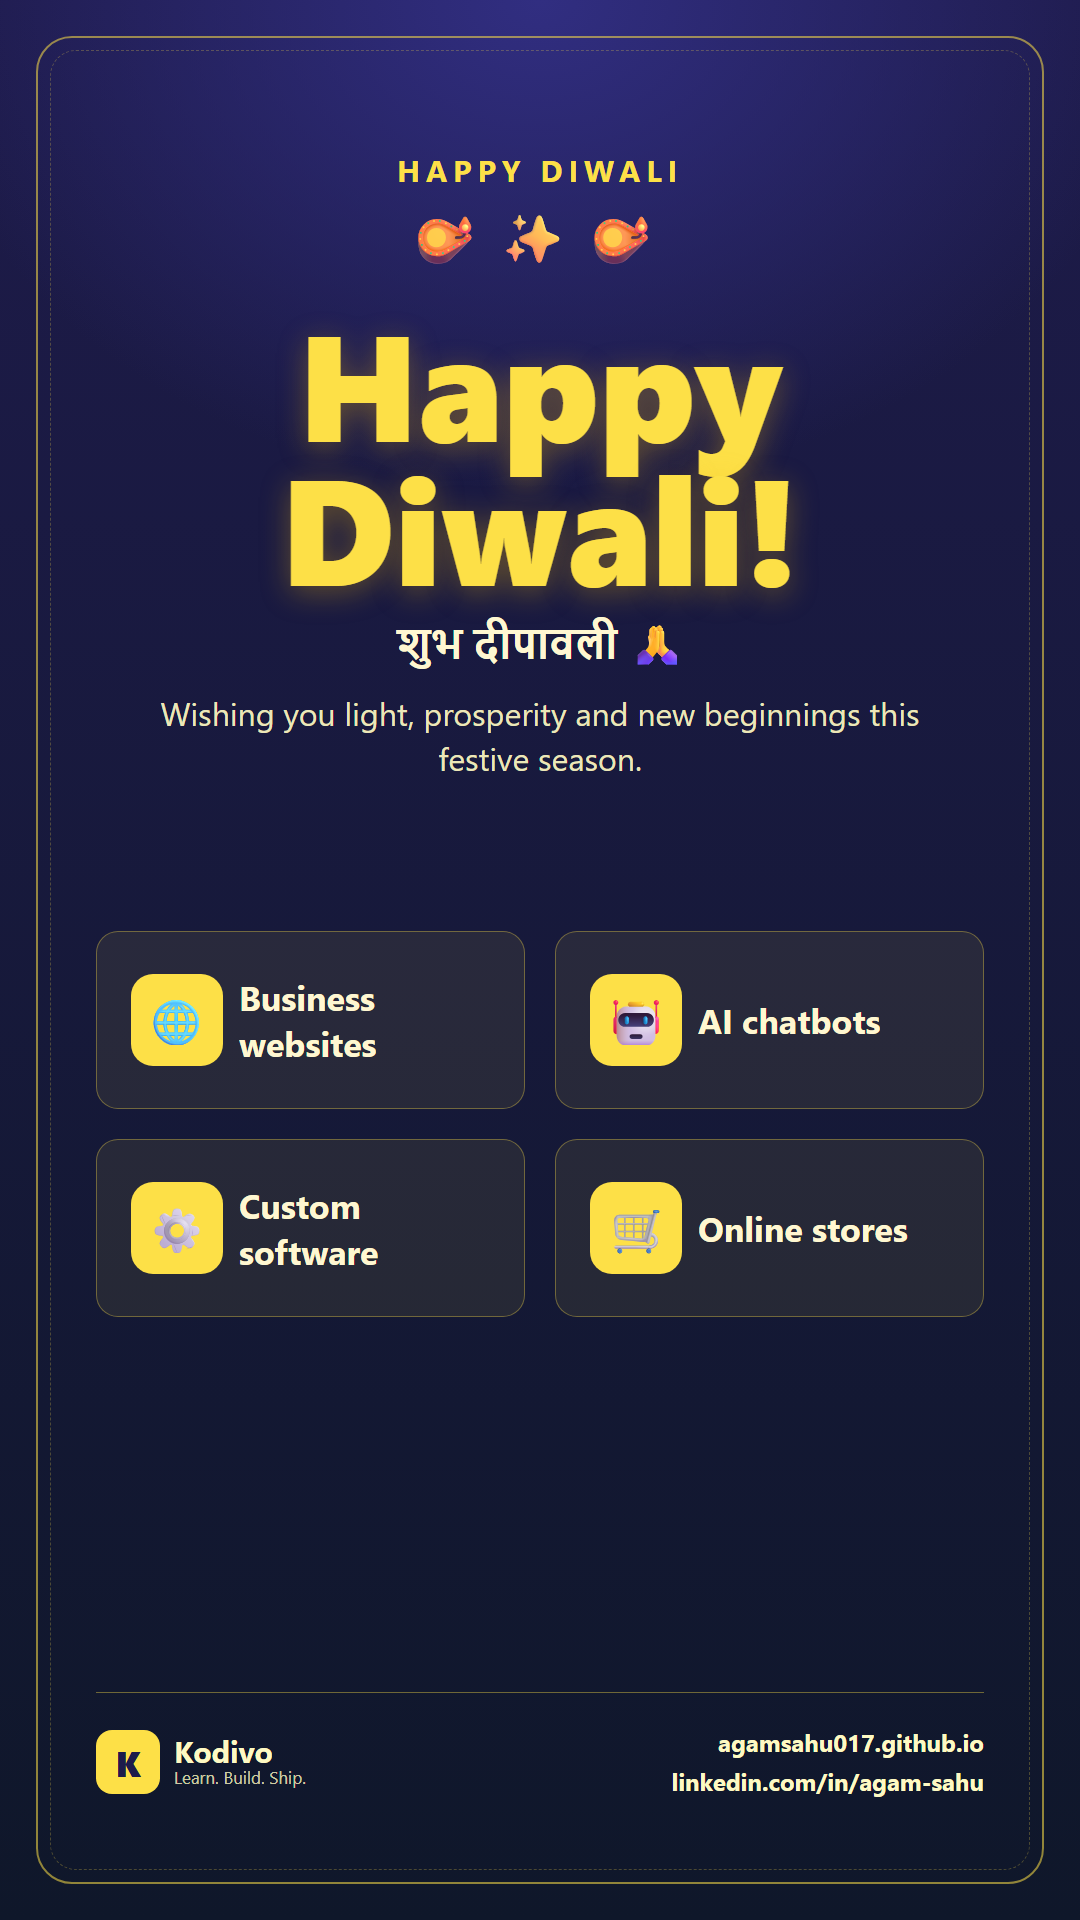 HAPPY DIWALI
Happy
Diwali!
शुभ दीपावली
Wishing you light, prosperity and new beginnings this
festive season.
Business
websites
AI chatbots
Custom
software
Online stores
K
Kodivo
Learn. Build. Ship.
agamsahu017.github.io
linkedin.com/in/agam-sahu